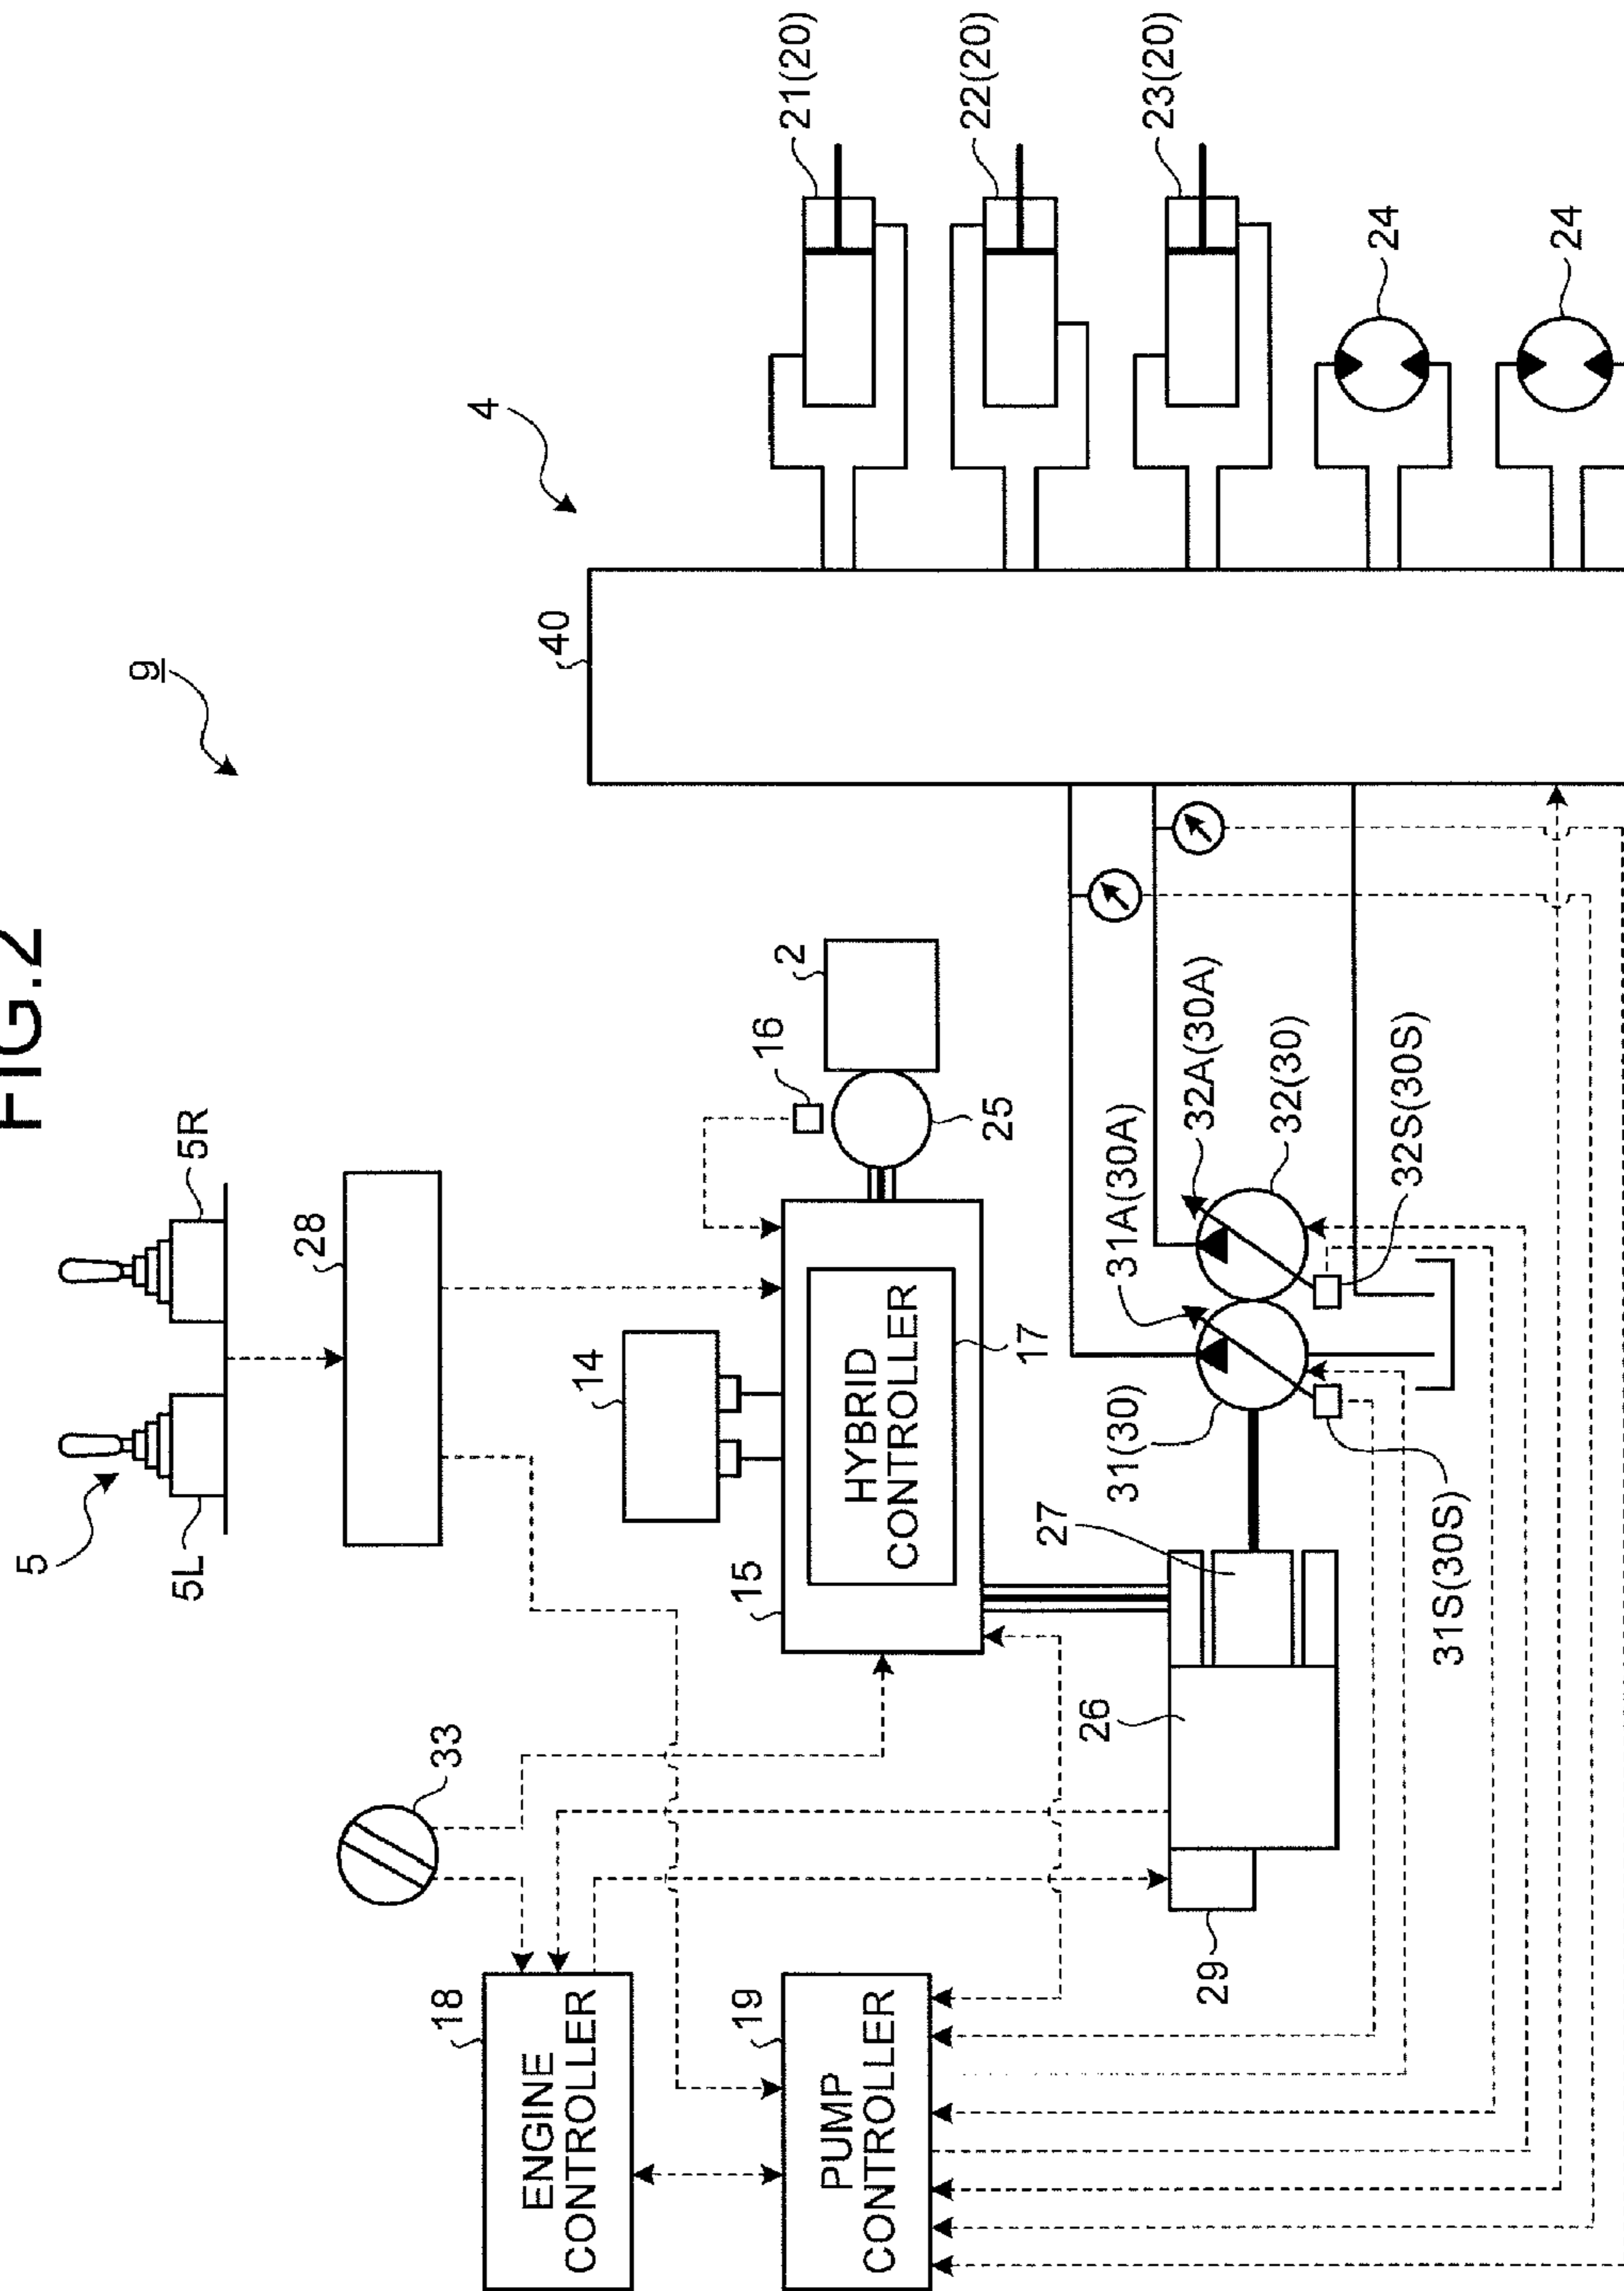 FIG.2
9
5
5L
5R
28
33
4
40
18
ENGINE
CONTROLLER
19
PUMP
CONTROLLER
14
15
HYBRID
CONTROLLER
17
16
2
25
26
27
29
31(30)
31A(30A)
32A(30A)
32(30)
32S(30S)
31S(30S)
21(20)
22(20)
23(20)
24
24